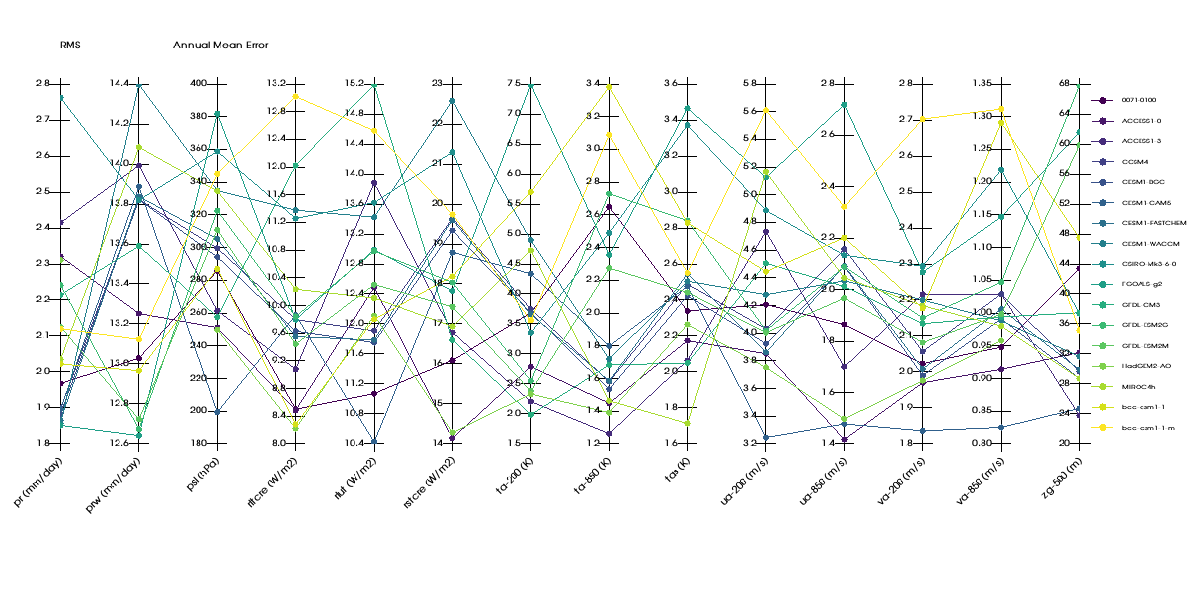 RMS Annual Mean Error
2.8 2.7 2.6 2.5 2.4 2.3 2.2 2.1 2.0 1.9 1.8
14.4 14.2 14.0 13.8 13.6 13.4 13.2 13.0 12.8 12.6
400 380 360 340 320 300 280 260 240 220 200 180
13.2 12.8 12.4 12.0 11.6 11.2 10.8 10.4 10.0 9.6 9.2 8.8 8.4 8.0
15.2 14.8 14.4 14.0 13.6 13.2 12.8 12.4 12.0 11.6 11.2 10.8 10.4
23 22 21 20 19 18 17 16 15 14
7.5 7.0 6.5 6.0 5.5 5.0 4.5 4.0 3.5 3.0 2.5 2.0 1.5
3.4 3.2 3.0 2.8 2.6 2.4 2.2 2.0 1.8 1.6 1.4 1.2
3.6 3.4 3.2 3.0 2.8 2.6 2.4 2.2 2.0 1.8 1.6
5.8 5.6 5.4 5.2 5.0 4.8 4.6 4.4 4.2 4.0 3.8 3.6 3.4 3.2
2.8 2.6 2.4 2.2 2.0 1.8 1.6 1.4
2.8 2.7 2.6 2.5 2.4 2.3 2.2 2.1 2.0 1.9 1.8
1.35 1.30 1.25 1.20 1.15 1.10 1.05 1.00 0.95 0.90 0.85 0.80
68 64 60 56 52 48 44 40 36 32 28 24 20
pr (mm/day)
prw (mm/day)
psl (hPa)
rltcre (W/m2)
rlut (W/m2)
rstcre (W/m2)
ta-200 (K)
ta-850 (K)
tas (K)
ua-200 (m/s)
ua-850 (m/s)
va-200 (m/s)
va-850 (m/s)
zg-500 (m)
0071-0100
ACCESS1-0
ACCESS1-3
CCSM4
CESM1-BGC
CESM1-CAM5
CESM1-FASTCHEM
CESM1-WACCM
CSIRO-Mk3-6-0
FGOALS-g2
GFDL-CM3
GFDL-ESM2G
GFDL-ESM2M
HadGEM2-AO
MIROC4h
bcc-csm1-1
bcc-csm1-1-m